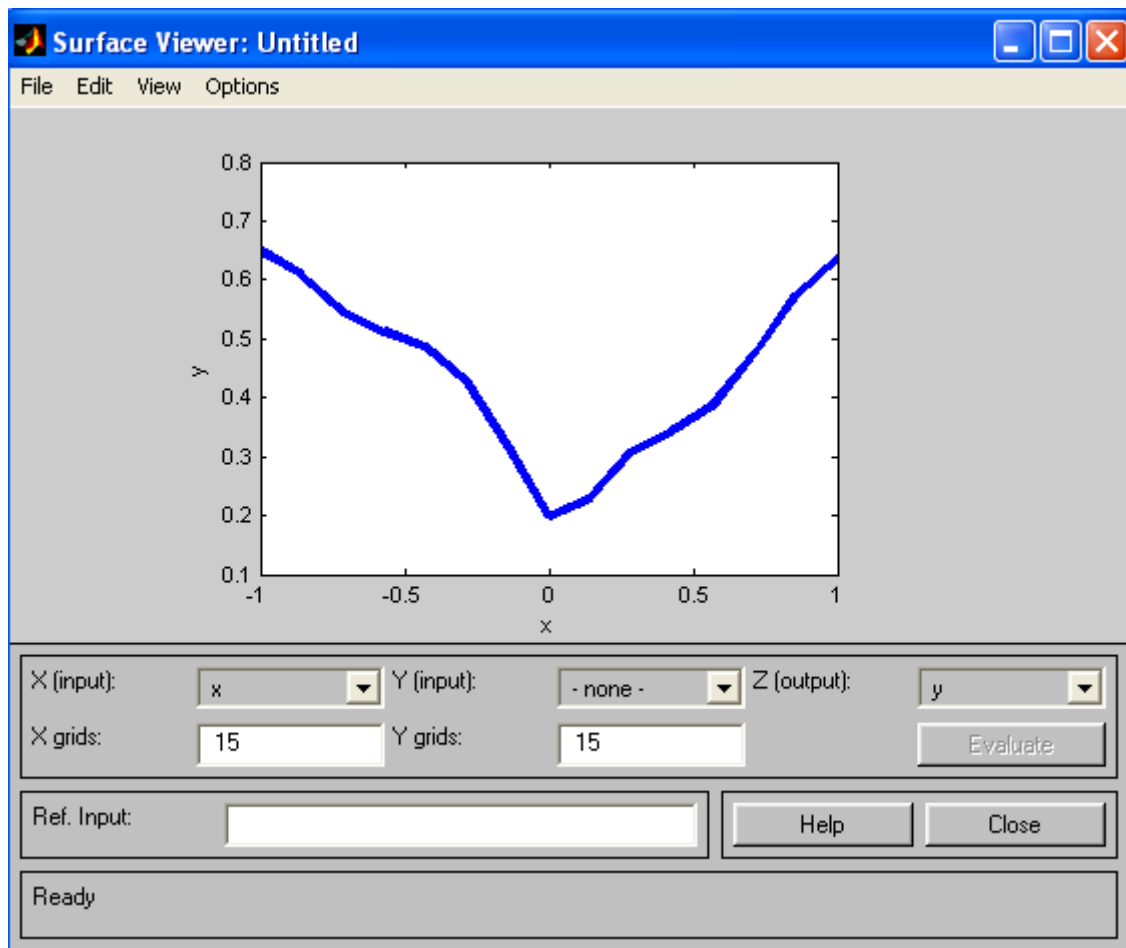 Surface Viewer: Untitled
File Edit View Options
0.8
0.7
0.6
0.5
0.4
0.3
0.2
0.1
y
-1 -0.5 0 0.5 1
x
X (input): x Y (input): - none - Z (output): y
X grids: 15 Y grids: 15 Evaluate
Ref. Input: Help Close
Ready